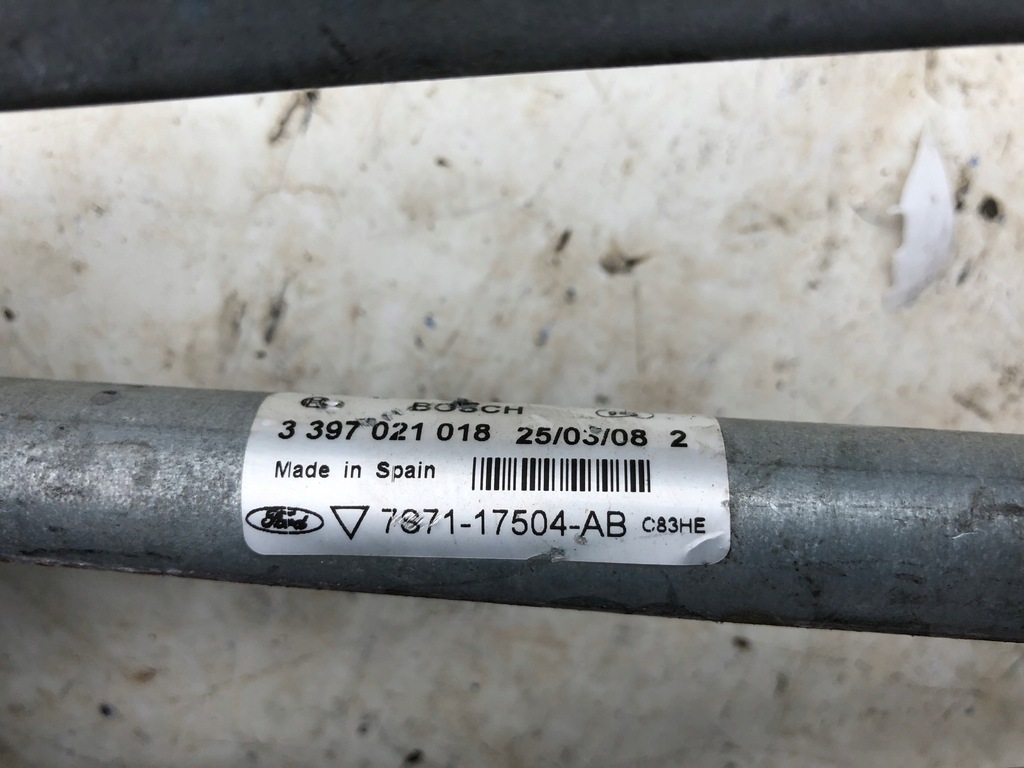 BOSCH
3 397 021 018 25/03/08 2
Made in Spain
Ford 7S71-17504-AB C83HE